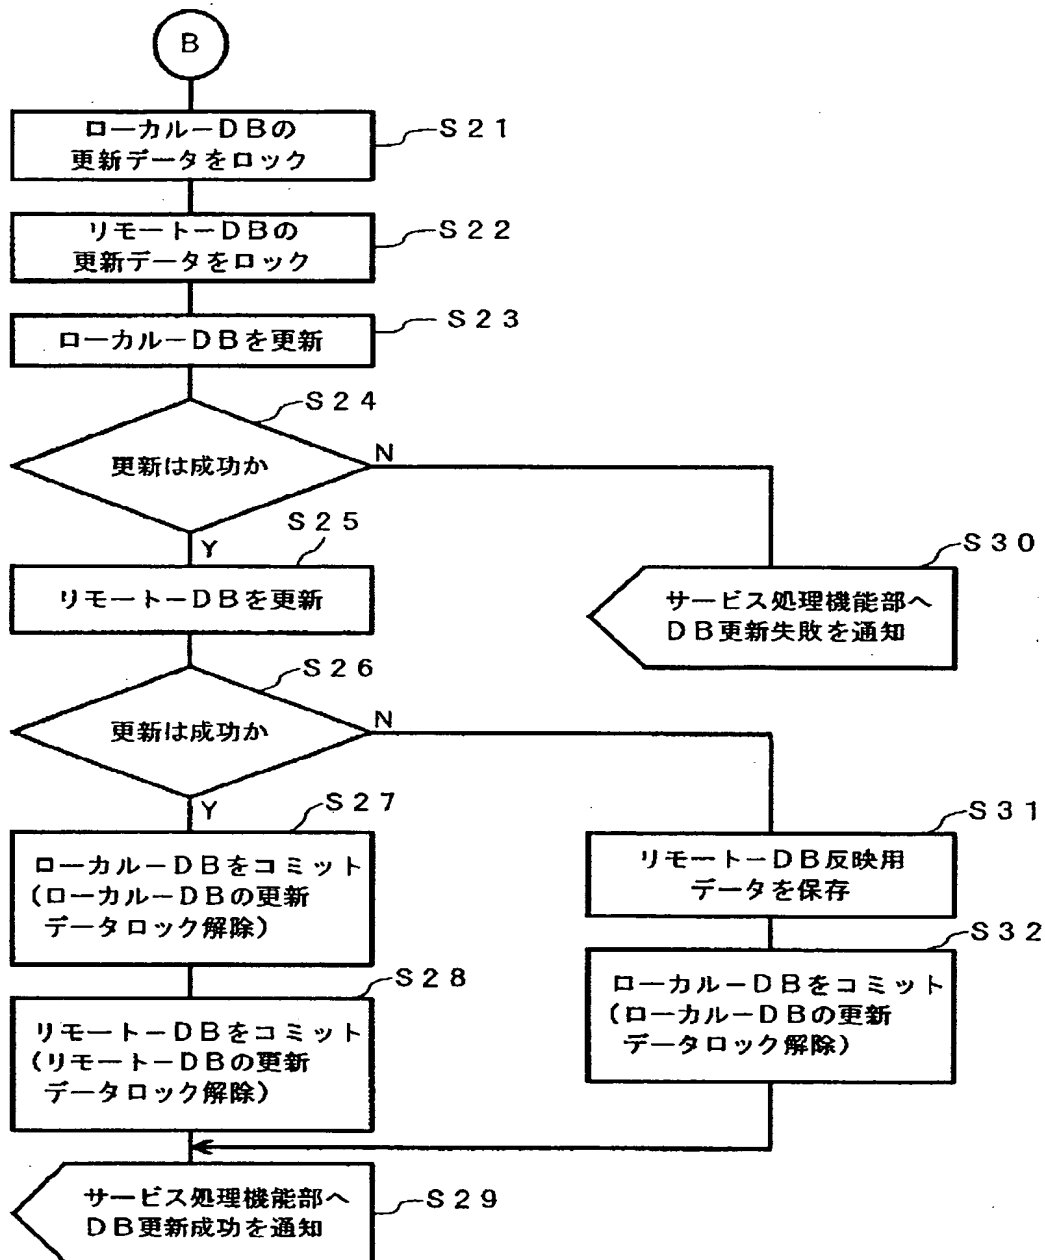 B
ローカル－DBの
更新データをロック
S21
リモート－DBの
更新データをロック
S22
ローカル－DBを更新
S23
S24
更新は成功か
N
Y
S25
リモート－DBを更新
S30
サービス処理機能部へ
DB更新失敗を通知
S26
更新は成功か
N
Y
S27
ローカル－DBをコミット
(ローカル－DBの更新
データロック解除)
S31
リモート－DB反映用
データを保存
S32
ローカル－DBをコミット
(ローカル－DBの更新
データロック解除)
S28
リモート－DBをコミット
(リモート－DBの更新
データロック解除)
サービス処理機能部へ
DB更新成功を通知
S29